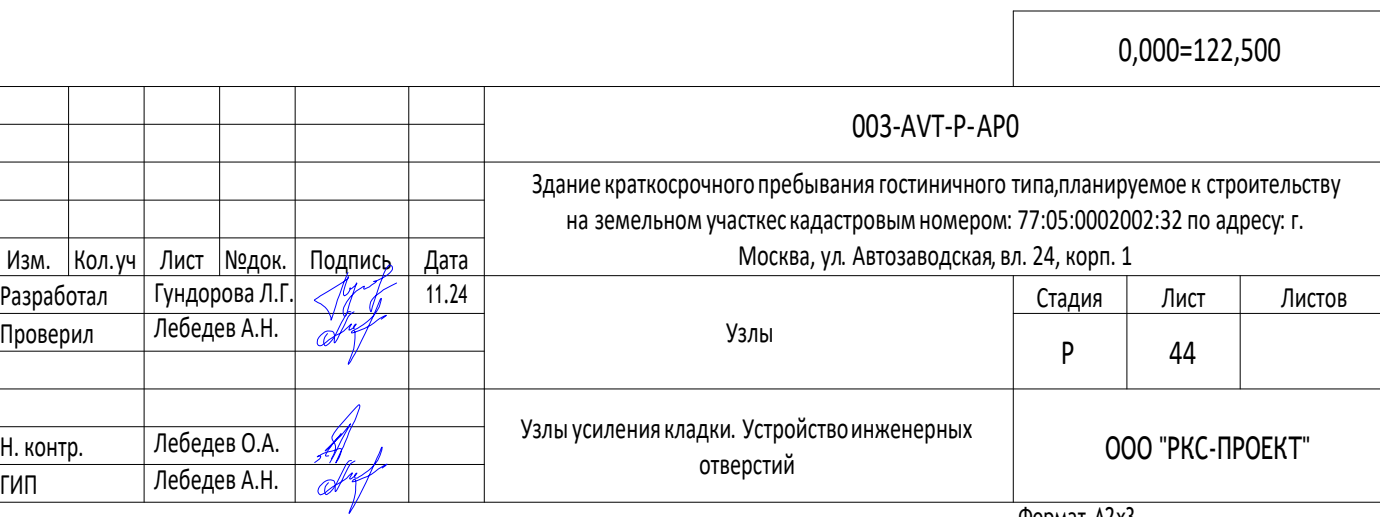 0,000=122,500
003-AVT-P-АР0
Здание краткосрочного пребывания гостиничного типа,планируемое к строительству
на земельном участкес кадастровым номером: 77:05:0002002:32 по адресу: г.
Москва, ул. Автозаводская, вл. 24, корп. 1
Изм. Кол.уч Лист №док. Подпись Дата
Разработал Гундорова Л.Г. 11.24
Проверил Лебедев А.Н.
Узлы
Стадия Лист Листов
Р 44
Н. контр. Лебедев О.А.
ГИП Лебедев А.Н.
Узлы усиления кладки. Устройство инженерных
отверстий
ООО "РКС-ПРОЕКТ"
Формат А2х3